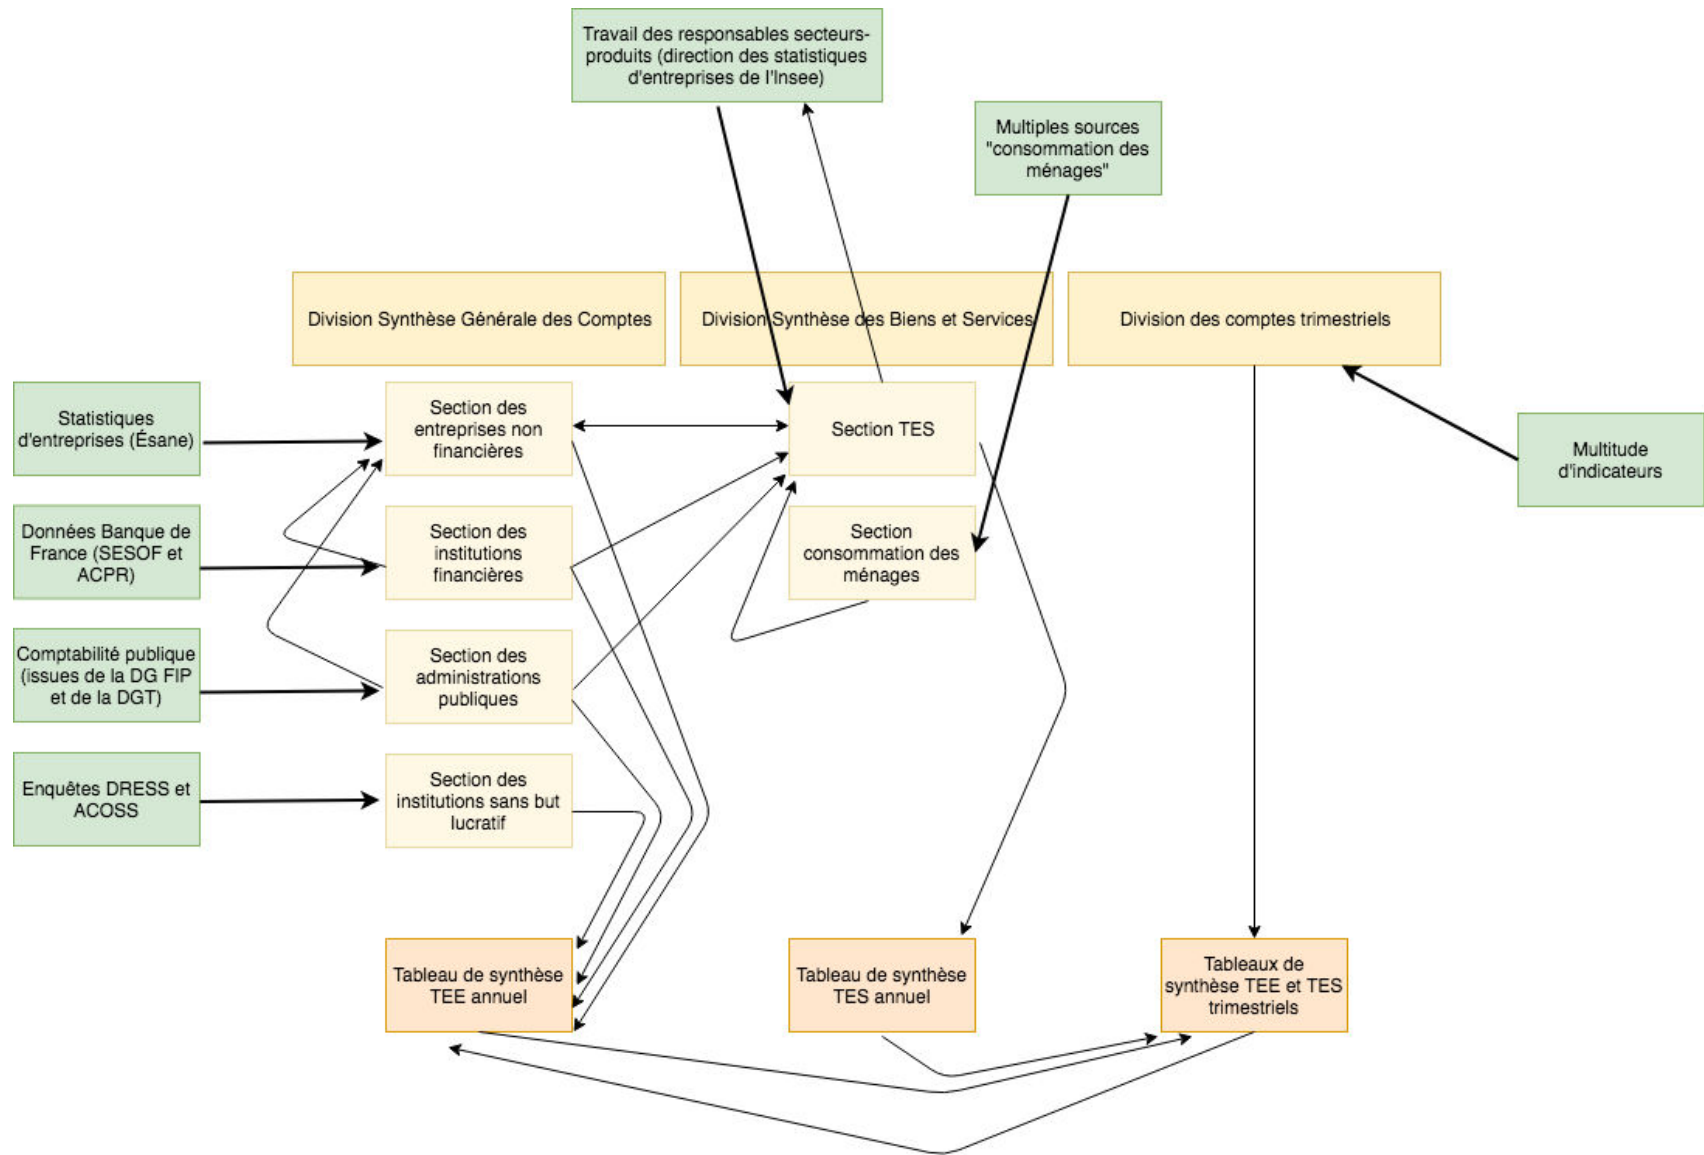 Travail des responsables secteurs-
produits (direction des statistiques
d'entreprises de l'Insee)
Multiples sources
"consommation des
ménages"
Division Synthèse Générale des Comptes
Division Synthèse des Biens et Services
Division des comptes trimestriels
Statistiques
d'entreprises (Ésane)
Section des
entreprises non
financières
Section TES
Multitude
d'indicateurs
Données Banque de
France (SESOF et
ACPR)
Section des
institutions
financières
Section
consommation des
ménages
Comptabilité publique
(issues de la DG FIP
et de la DGT)
Section des
administrations
publiques
Enquêtes DRESS et
ACOSS
Section des
institutions sans but
lucratif
Tableau de synthèse
TEE annuel
Tableau de synthèse
TES annuel
Tableaux de
synthèse TEE et TES
trimestriels